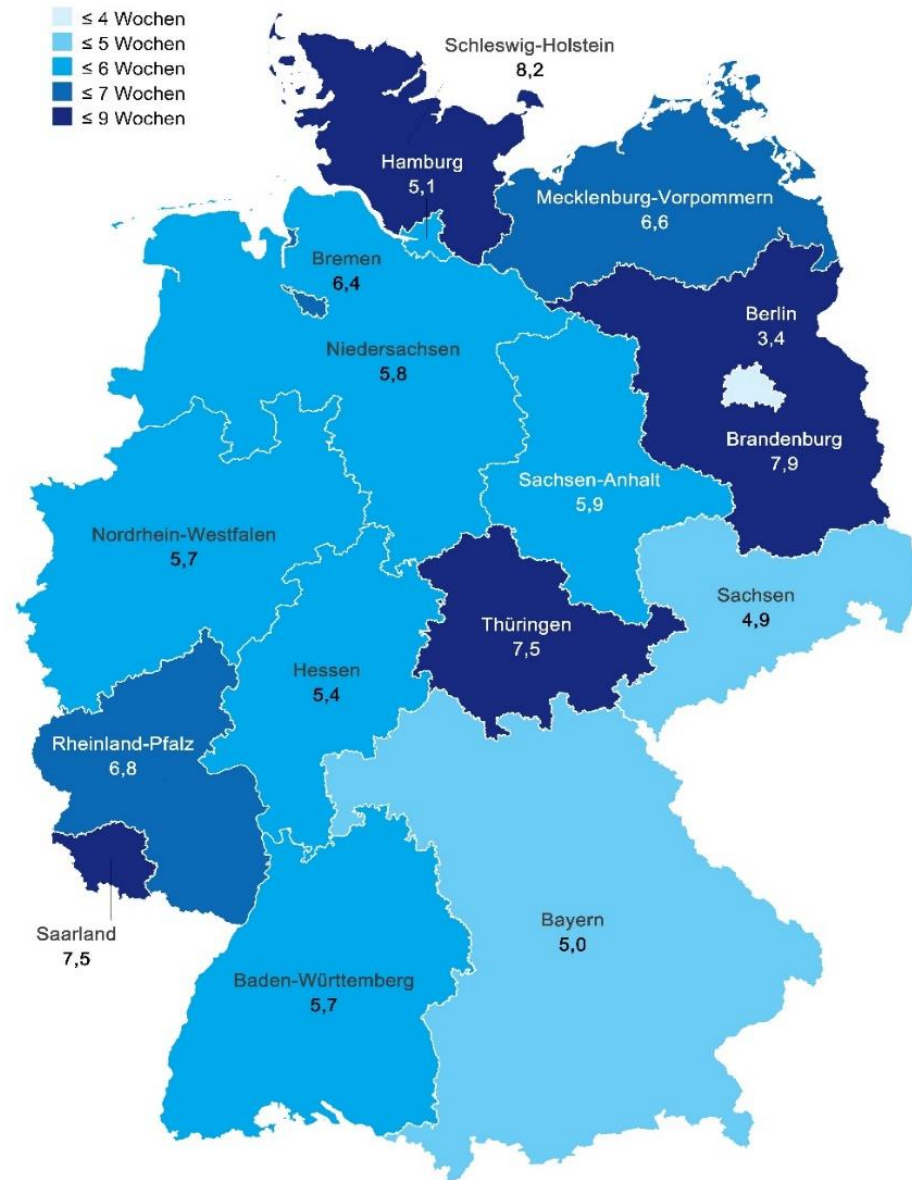 ≤ 4 Wochen
≤ 5 Wochen
≤ 6 Wochen
≤ 7 Wochen
≤ 9 Wochen
Schleswig-Holstein
8,2
Hamburg
5,1
Mecklenburg-Vorpommern
6,6
Bremen
6,4
Berlin
3,4
Niedersachsen
5,8
Brandenburg
7,9
Sachsen-Anhalt
5,9
Nordrhein-Westfalen
5,7
Sachsen
4,9
Thüringen
7,5
Hessen
5,4
Rheinland-Pfalz
6,8
Saarland
7,5
Bayern
5,0
Baden-Württemberg
5,7